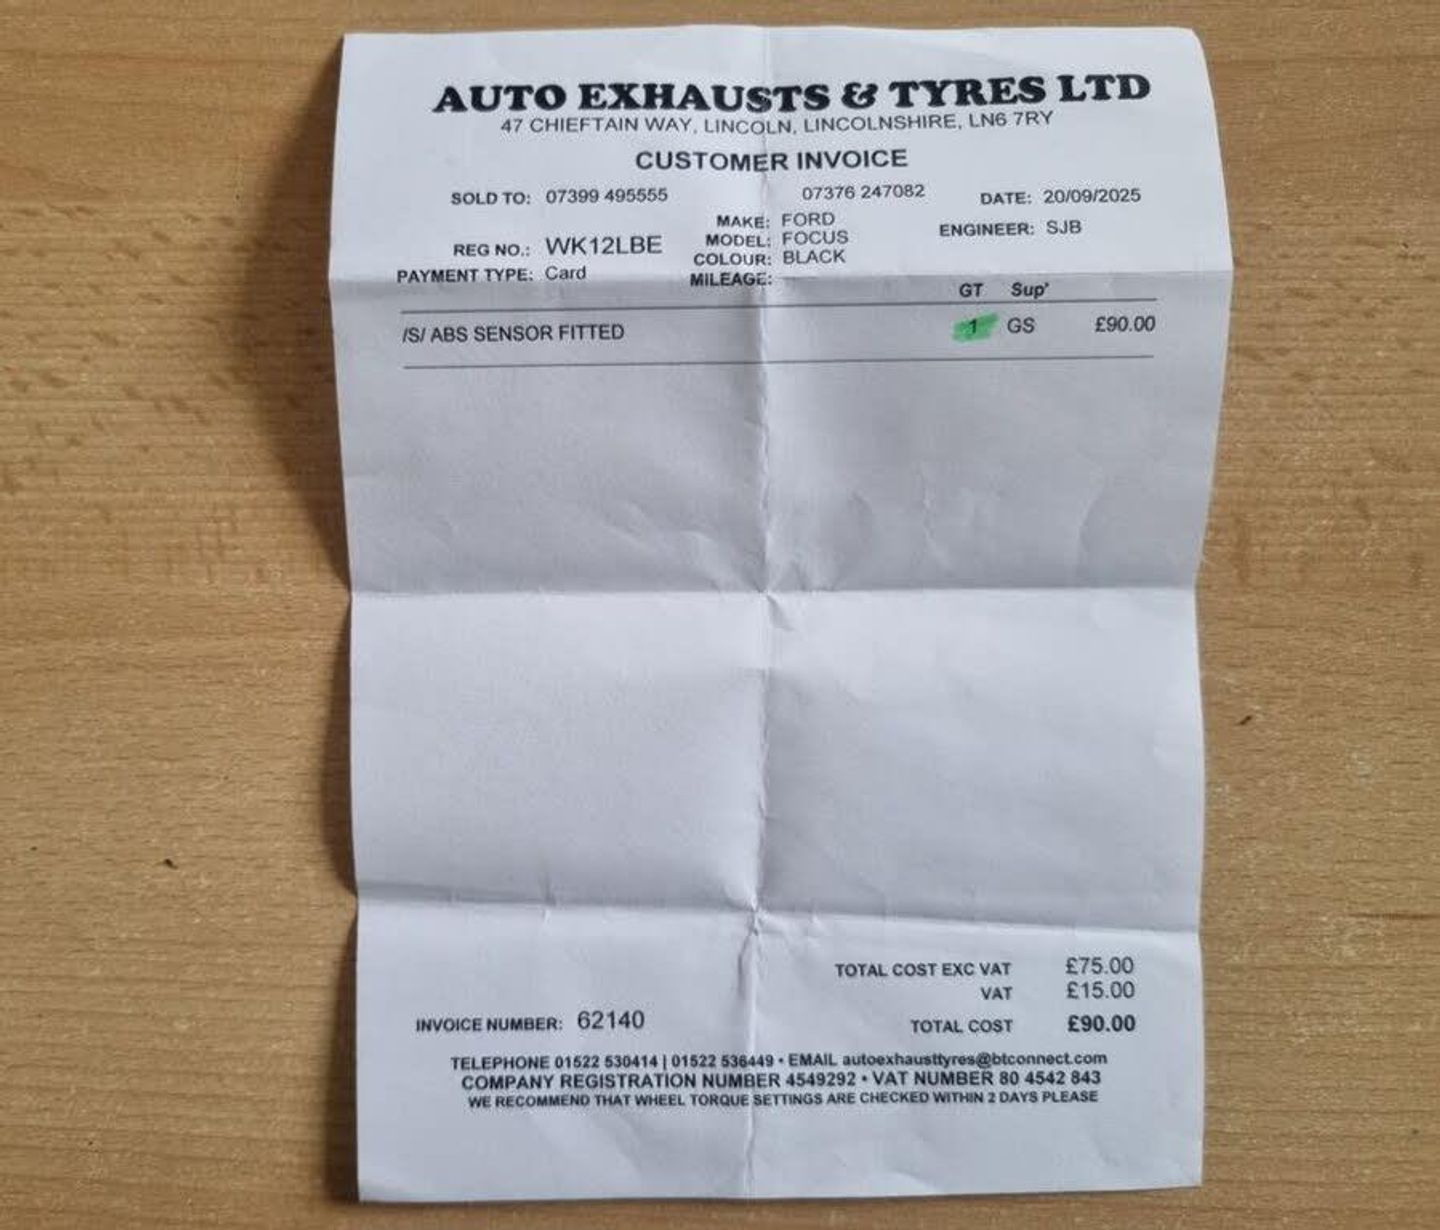 AUTO EXHAUSTS & TYRES LTD
47 CHIEFTAIN WAY, LINCOLN, LINCOLNSHIRE, LN6 7RY
CUSTOMER INVOICE
SOLD TO: 07399 495555 07376 247082 DATE: 20/09/2025
MAKE: FORD ENGINEER: SJB
REG NO.: WK12LBE MODEL: FOCUS
COLOUR: BLACK
PAYMENT TYPE: Card MILEAGE:
GT Sup'
/S/ ABS SENSOR FITTED 1 GS £90.00
TOTAL COST EXC VAT £75.00
VAT £15.00
INVOICE NUMBER: 62140 TOTAL COST £90.00
TELEPHONE 01522 530414 | 01522 536449 • EMAIL autoexhausttyres@btconnect.com
COMPANY REGISTRATION NUMBER 4549292 • VAT NUMBER 80 4542 843
WE RECOMMEND THAT WHEEL TORQUE SETTINGS ARE CHECKED WITHIN 2 DAYS PLEASE